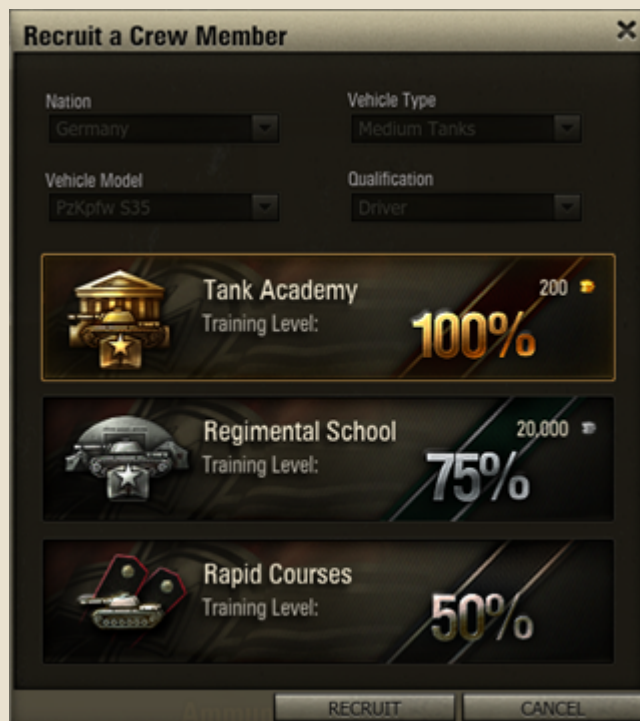 Recruit a Crew Member
Nation
Vehicle Type
Germany
Medium Tanks
Vehicle Model
Qualification
PzKpfw S35
Driver
Tank Academy
200
Training Level:
100%
Regimental School
20,000
Training Level:
75%
Rapid Courses
Training Level:
50%
RECRUIT
CANCEL